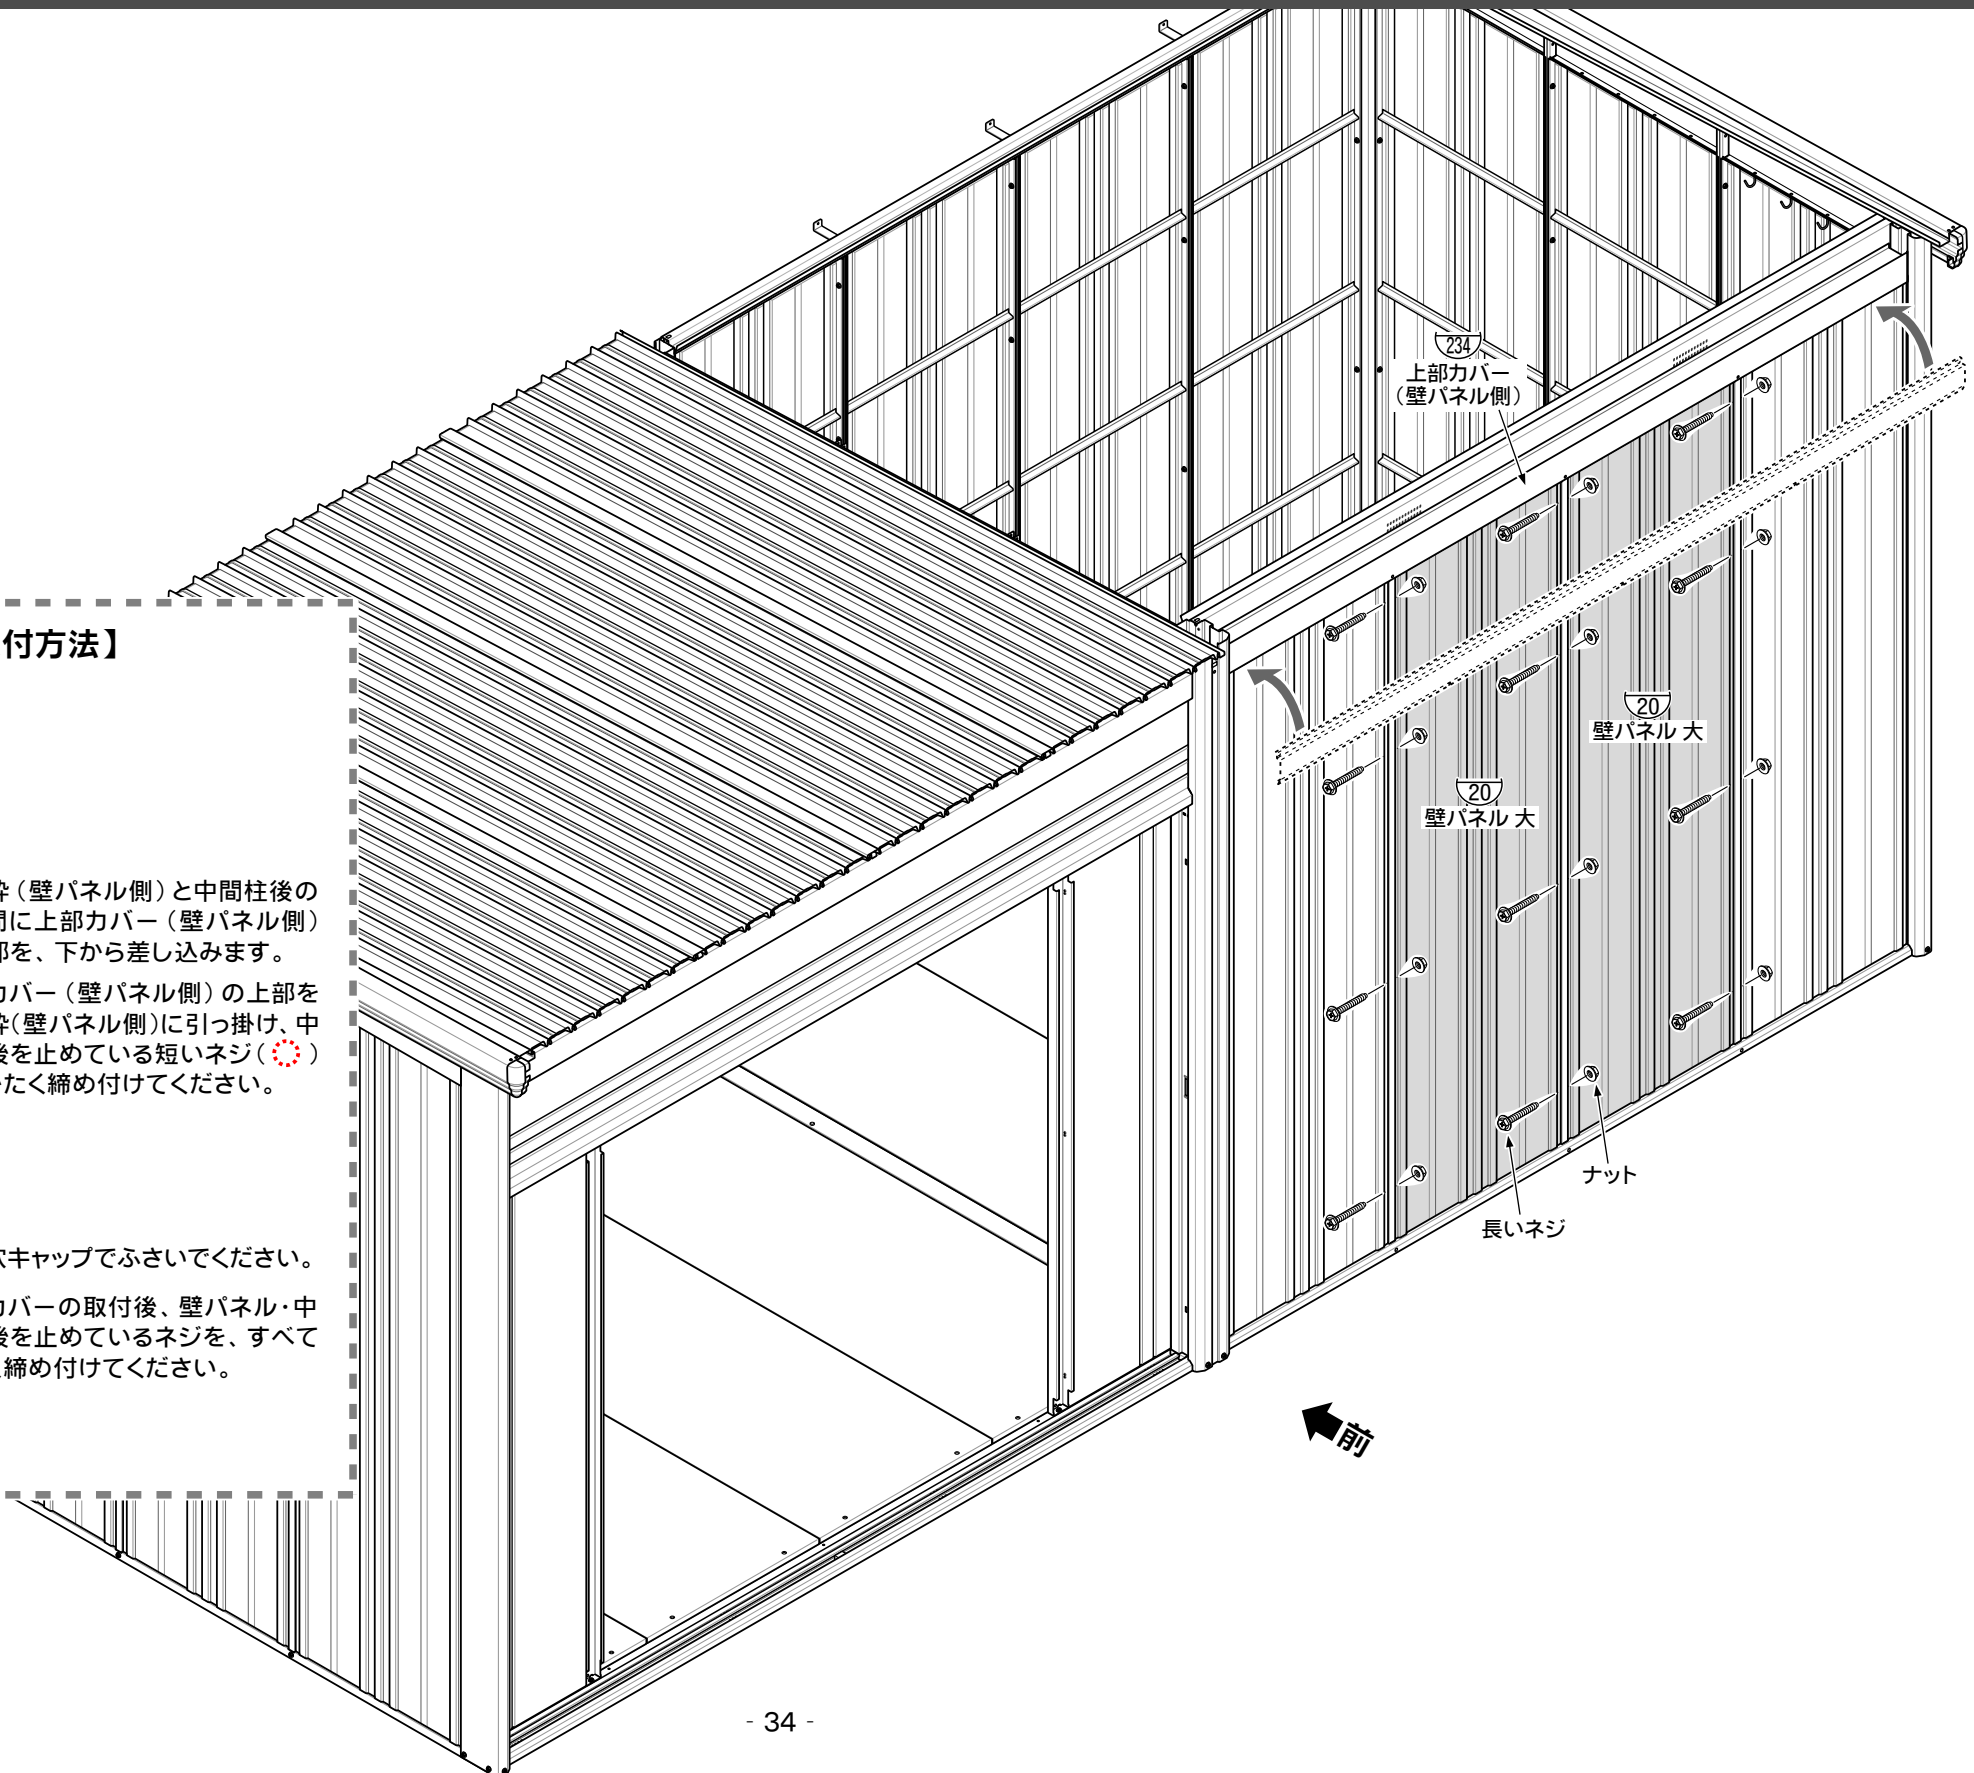 付方法】
枠（壁パネル側）と中間柱後の
間に上部カバー（壁パネル側）
部を、下から差し込みます。
カバー（壁パネル側）の上部を
枠（壁パネル側）に引っ掛け、中
後を止めている短いネジ（　）
かたく締め付けてください。
穴キャップでふさいでください。
カバーの取付後、壁パネル・中
後を止めているネジを、すべて
締め付けてください。
234
上部カバー
（壁パネル側）
20
壁パネル 大
20
壁パネル 大
ナット
長いネジ
前
- 34 -